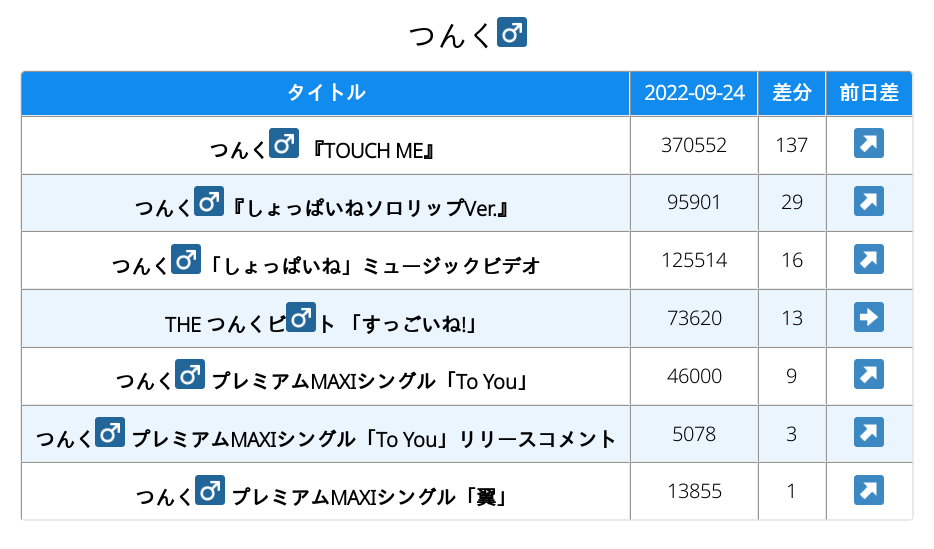 つんく♂
タイトル 2022-09-24 差分 前日差
つんく♂ 『TOUCH ME』 370552 137 ↗
つんく♂『しょっぱいねソロリップVer.』 95901 29 ↗
つんく♂「しょっぱいね」ミュージックビデオ 125514 16 ↗
THE つんくビ♂ト 「すっごいね!」 73620 13 ➡
つんく♂ プレミアムMAXIシングル「To You」 46000 9 ↗
つんく♂ プレミアムMAXIシングル「To You」リリースコメント 5078 3 ↗
つんく♂ プレミアムMAXIシングル「翼」 13855 1 ↗